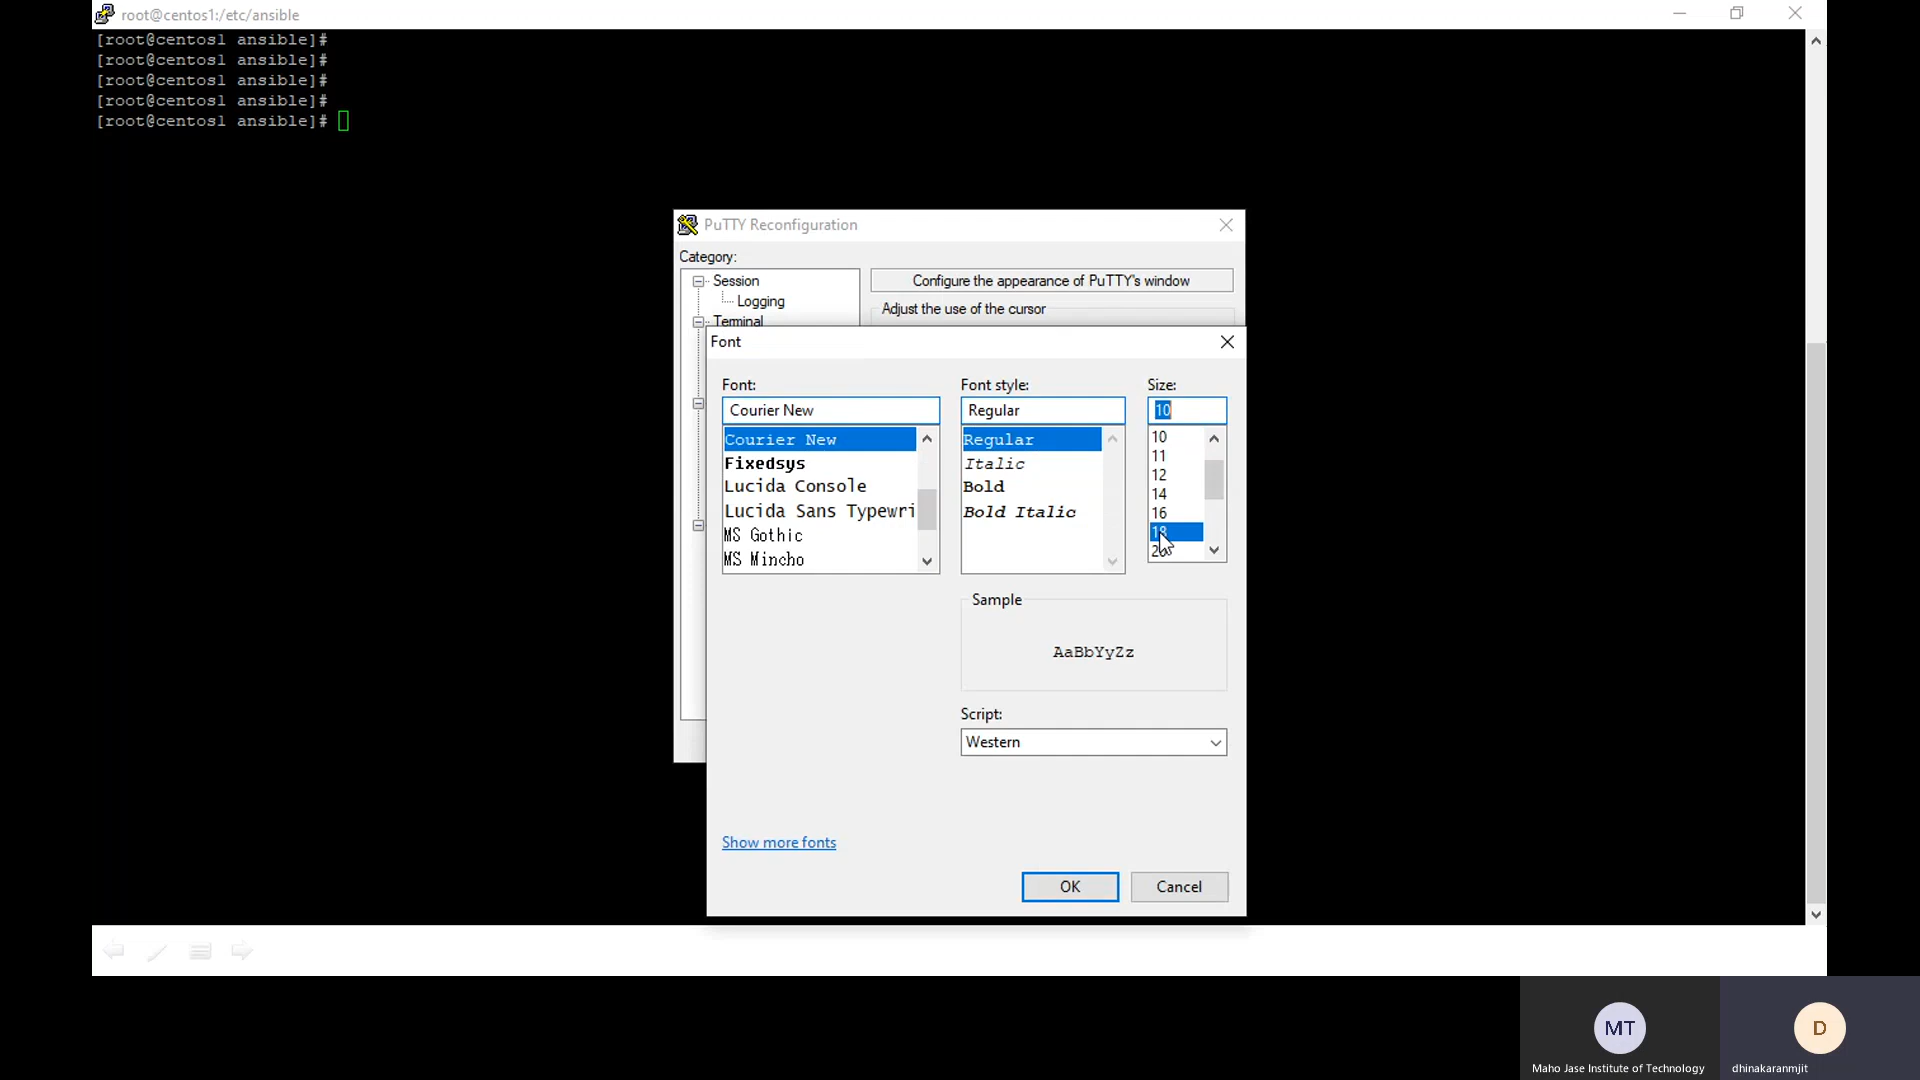 root@centos1:/etc/ansible
[root@centos1 ansible]#
[root@centos1 ansible]#
[root@centos1 ansible]#
[root@centos1 ansible]#
[root@centos1 ansible]#
PuTTY Reconfiguration
Category:
Session
Logging
Terminal
Configure the appearance of PuTTY's window
Adjust the use of the cursor
Font
Font:
Courier New
Courier New
Fixedsys
Lucida Console
Lucida Sans Typewri
MS Gothic
MS Mincho
Font style:
Regular
Regular
Italic
Bold
Bold Italic
Size:
10
10
11
12
14
16
18
Sample
AaBbYyZz
Script:
Western
Show more fonts
OK
Cancel
MT
Maho Jase Institute of Technology
D
dhinakaranmjit